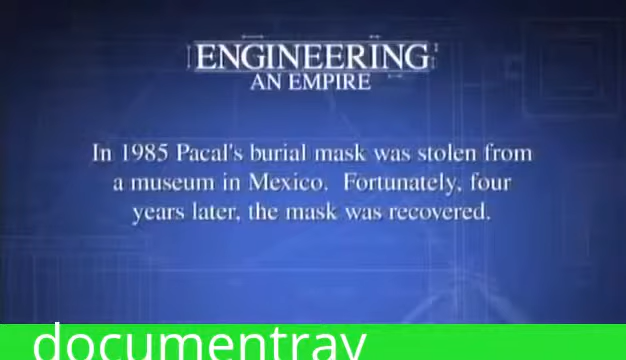 ENGINEERING
AN EMPIRE
In 1985 Pacal's burial mask was stolen from
a museum in Mexico. Fortunately, four
years later, the mask was recovered.
documentray